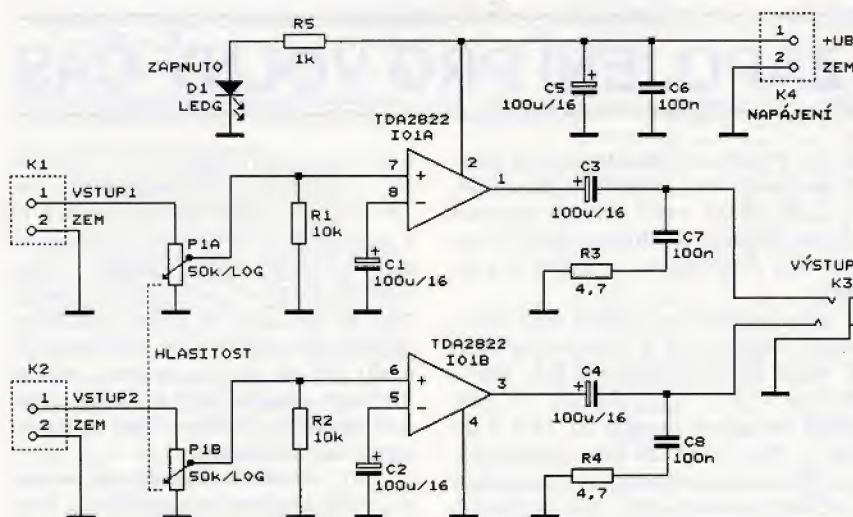 R5
1k
1
+UB
2
ZEM
K4
NAPÁJENÍ
ZAPNUTO
D1
LEDG
C5
100u/16
C6
100n
TDA2822
IO1A
K1
1
VSTUP1
2
ZEM
7
+
8
-
2
1
C3
+
100u/16
R1
10k
P1A
50k/LOG
+
C1
100u/16
C7
100n
R3
4,7
VÝSTUP
K3
HLASITOST
TDA2822
IO1B
K2
1
VSTUP2
2
ZEM
6
+
5
-
3
4
C4
+
100u/16
R2
10k
P1B
50k/LOG
+
C2
100u/16
C8
100n
R4
4,7